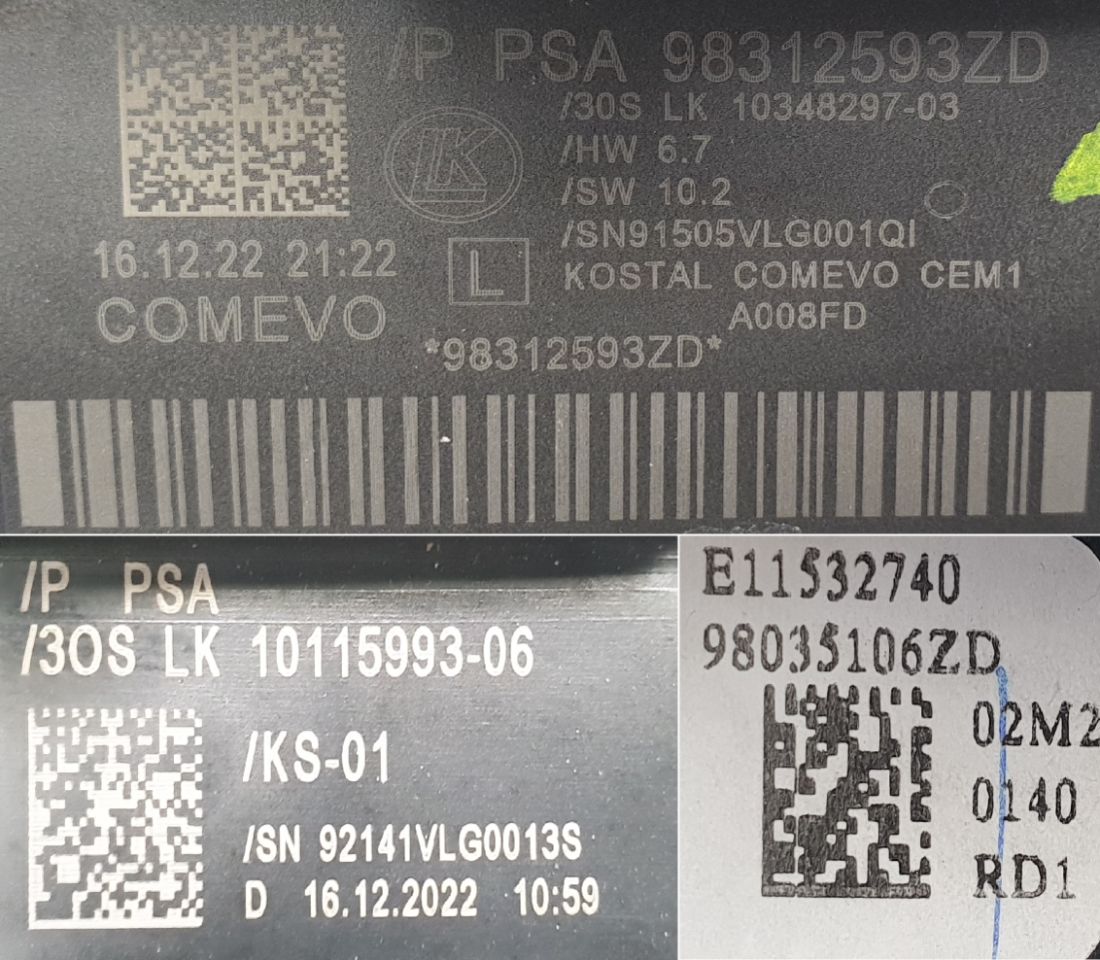 /P PSA 98312593ZD
/30S LK 10348297-03
LK
/HW 6.7
/SW 10.2
/SN91505VLG001QI
16.12.22 21:22
L
KOSTAL COMEVO CEM1
COMEVO
A008FD
*98312593ZD*
/P PSA
/3OS LK 10115993-06
/KS-01
/SN 92141VLG0013S
D 16.12.2022 10:59
E11532740
98035106ZD
02M2
0140
RD1